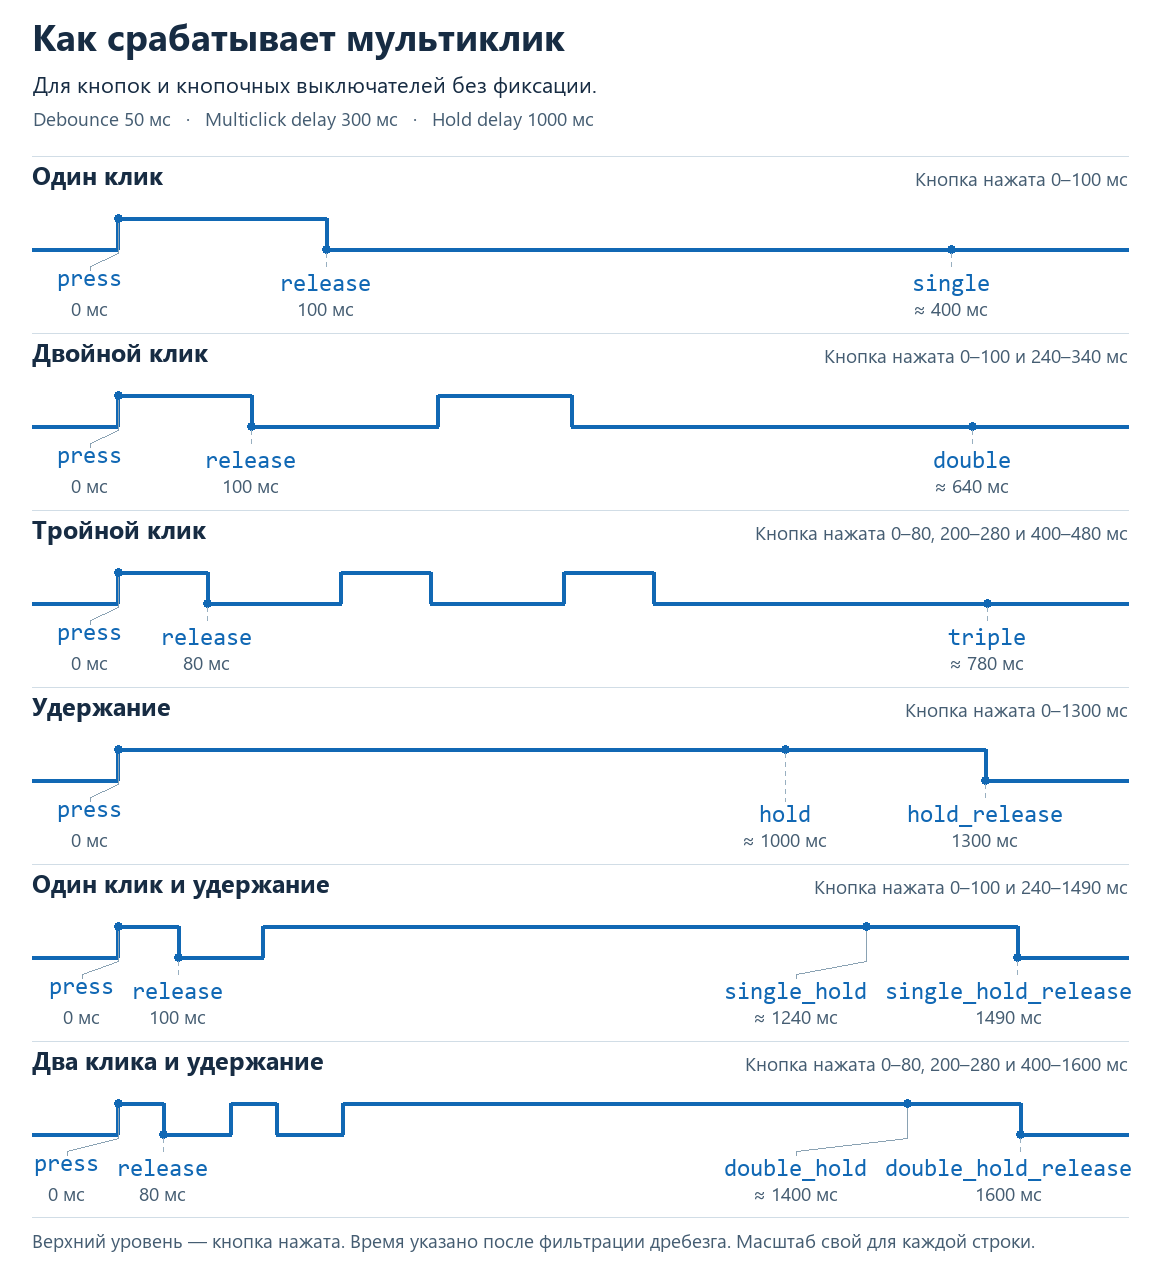 Как срабатывает мультиклик
Для кнопок и кнопочных выключателей без фиксации.
Debounce 50 мс · Multiclick delay 300 мс · Hold delay 1000 мс
Один клик
Кнопка нажата 0–100 мс
press
release
single
0 мс
100 мс
≈ 400 мс
Двойной клик
Кнопка нажата 0–100 и 240–340 мс
press
release
double
0 мс
100 мс
≈ 640 мс
Тройной клик
Кнопка нажата 0–80, 200–280 и 400–480 мс
press
release
triple
0 мс
80 мс
≈ 780 мс
Удержание
Кнопка нажата 0–1300 мс
press
hold
hold_release
0 мс
≈ 1000 мс
1300 мс
Один клик и удержание
Кнопка нажата 0–100 и 240–1490 мс
press
release
single_hold
single_hold_release
0 мс
100 мс
≈ 1240 мс
1490 мс
Два клика и удержание
Кнопка нажата 0–80, 200–280 и 400–1600 мс
press
release
double_hold
double_hold_release
0 мс
80 мс
≈ 1400 мс
1600 мс
Верхний уровень — кнопка нажата. Время указано после фильтрации дребезга. Масштаб свой для каждой строки.